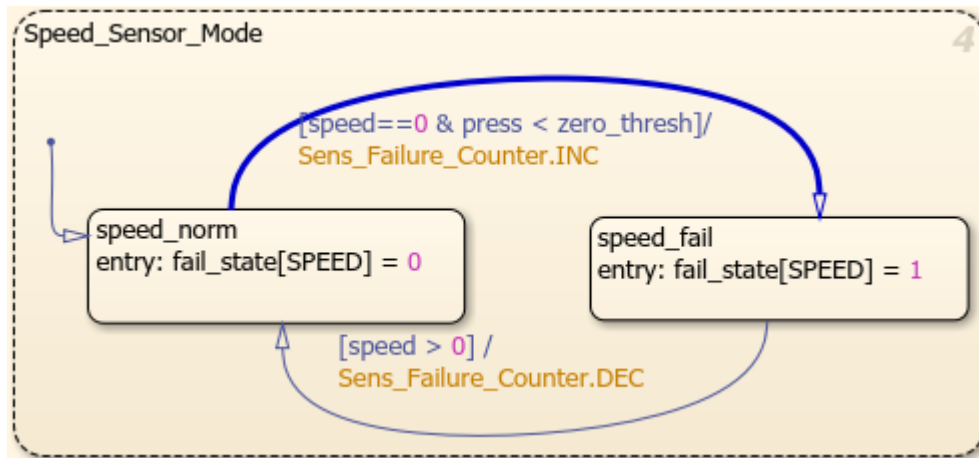 Speed_Sensor_Mode
4
[speed==0 & press < zero_thresh]/
Sens_Failure_Counter.INC
speed_norm
entry: fail_state[SPEED] = 0
speed_fail
entry: fail_state[SPEED] = 1
[speed > 0] /
Sens_Failure_Counter.DEC